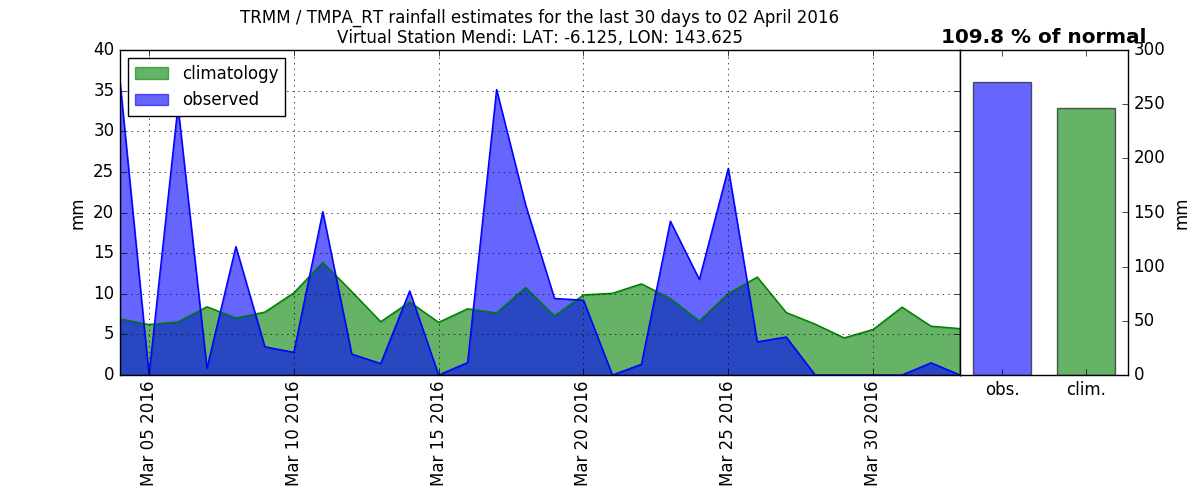 TRMM / TMPA_RT rainfall estimates for the last 30 days to 02 April 2016
Virtual Station Mendi: LAT: -6.125, LON: 143.625
109.8 % of normal
climatology
observed
40
35
30
25
20
15
10
5
0
mm
Mar 05 2016
Mar 10 2016
Mar 15 2016
Mar 20 2016
Mar 25 2016
Mar 30 2016
obs.
clim.
300
250
200
150
100
50
0
mm